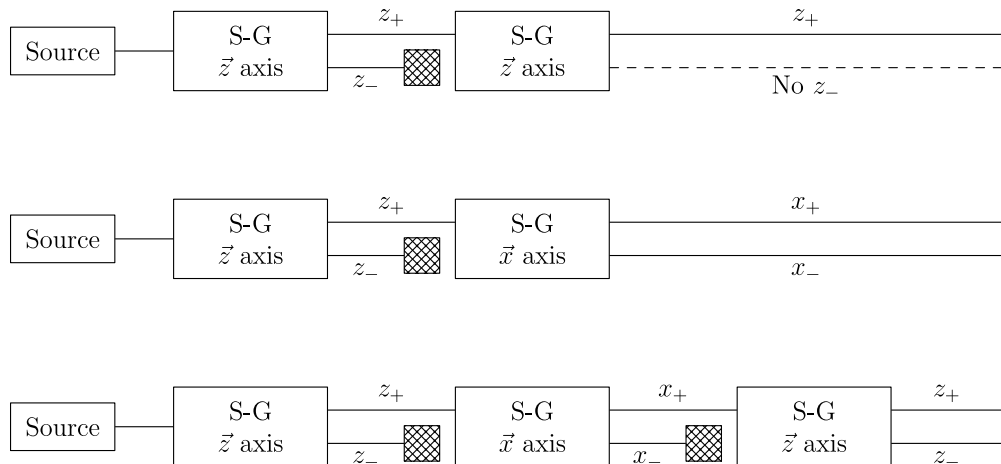 z₊ z₊
Source S-G S-G
z⃗ axis z⃗ axis
z₋ No z₋
z₊ x₊
Source S-G S-G
z⃗ axis x⃗ axis
z₋ x₋
z₊ x₊ z₊
Source S-G S-G S-G
z⃗ axis x⃗ axis z⃗ axis
z₋ x₋ z₋